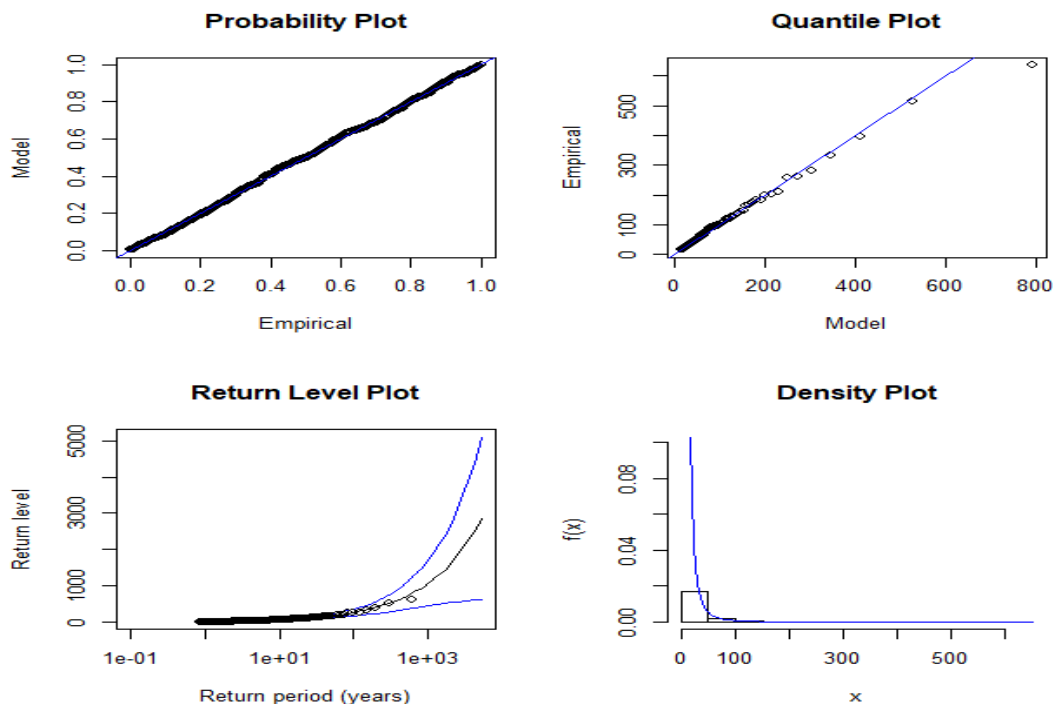 Probability Plot
Model
0.0 0.2 0.4 0.6 0.8 1.0
0.0 0.2 0.4 0.6 0.8 1.0
Empirical
Quantile Plot
Empirical
0 100 300 500
0 200 400 600 800
Model
Return Level Plot
Return level
0 1000 3000 5000
1e-01 1e+01 1e+03
Return period (years)
Density Plot
f(x)
0.00 0.04 0.08
0 100 300 500
x